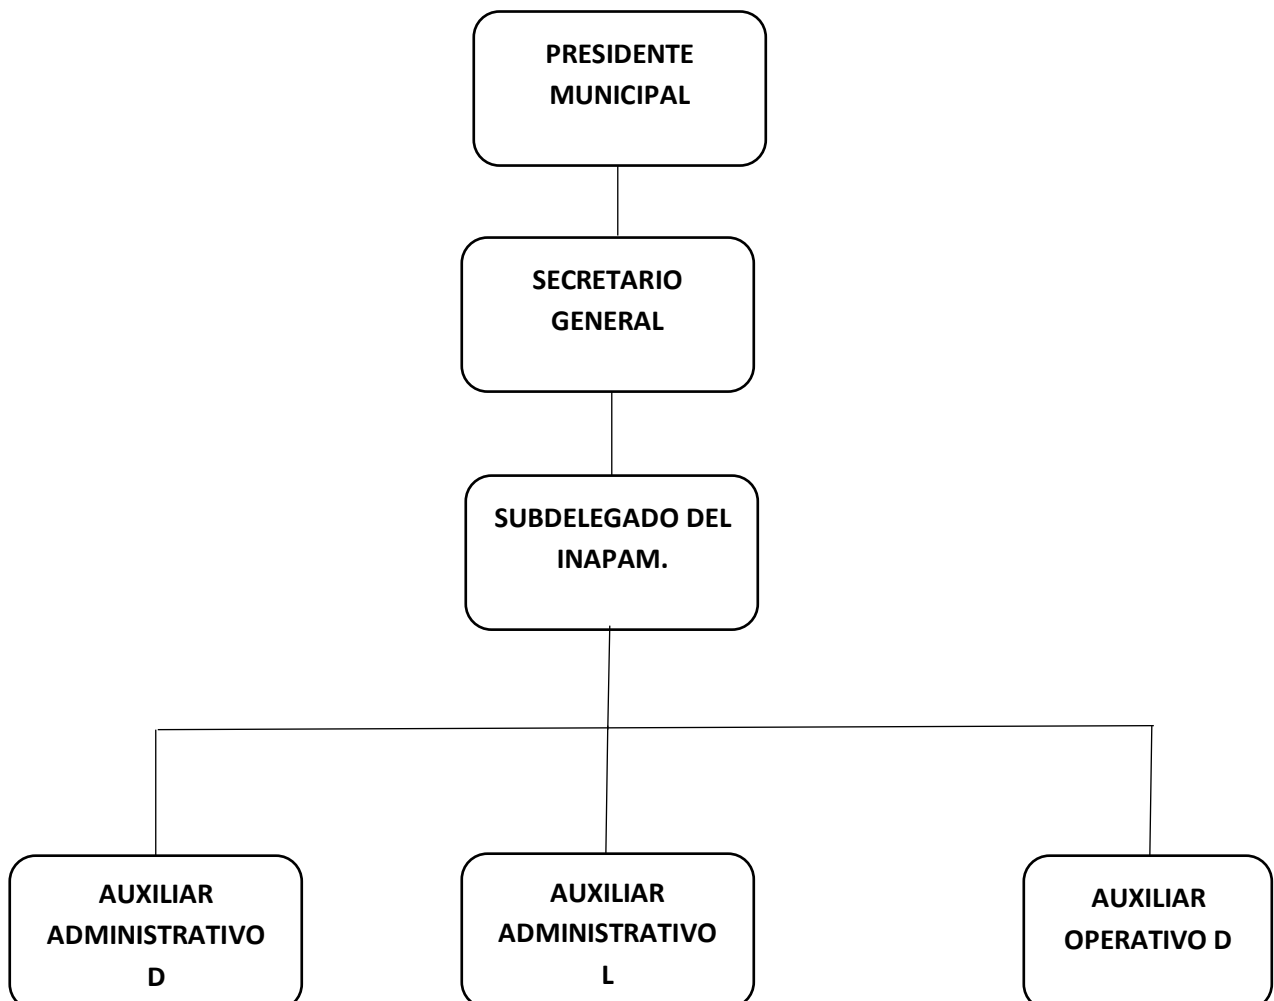 PRESIDENTE
MUNICIPAL
SECRETARIO
GENERAL
SUBDELEGADO DEL
INAPAM.
AUXILIAR
ADMINISTRATIVO
D
AUXILIAR
ADMINISTRATIVO
L
AUXILIAR
OPERATIVO D